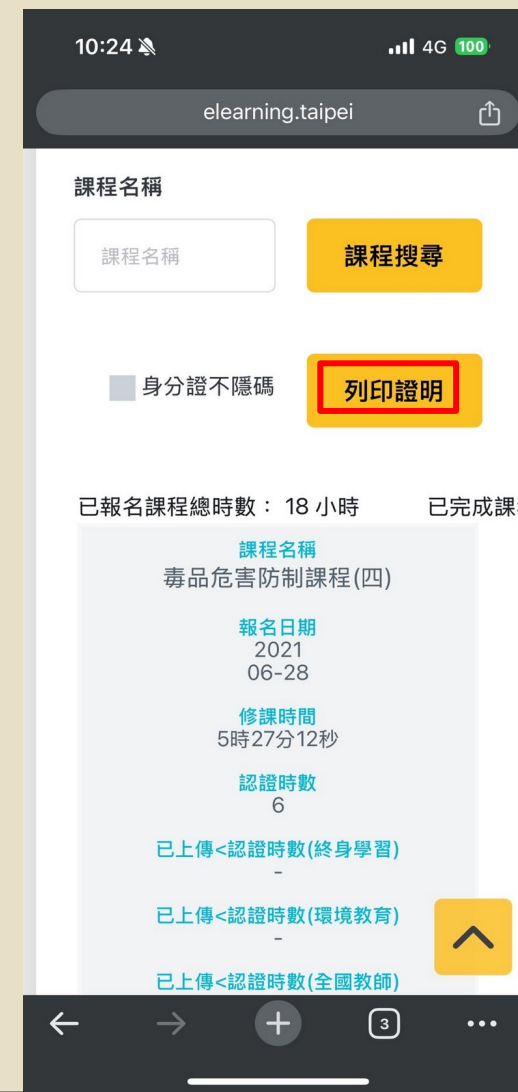 10:24
4G 100
elearning.taipei
課程名稱
課程名稱
課程搜尋
身分證不隱碼
列印證明
已報名課程總時數： 18 小時
已完成課
課程名稱
毒品危害防制課程(四)
報名日期
2021
06-28
修課時間
5時27分12秒
認證時數
6
已上傳<認證時數(終身學習)
-
已上傳<認證時數(環境教育)
-
已上傳<認證時數(全國教師)
3